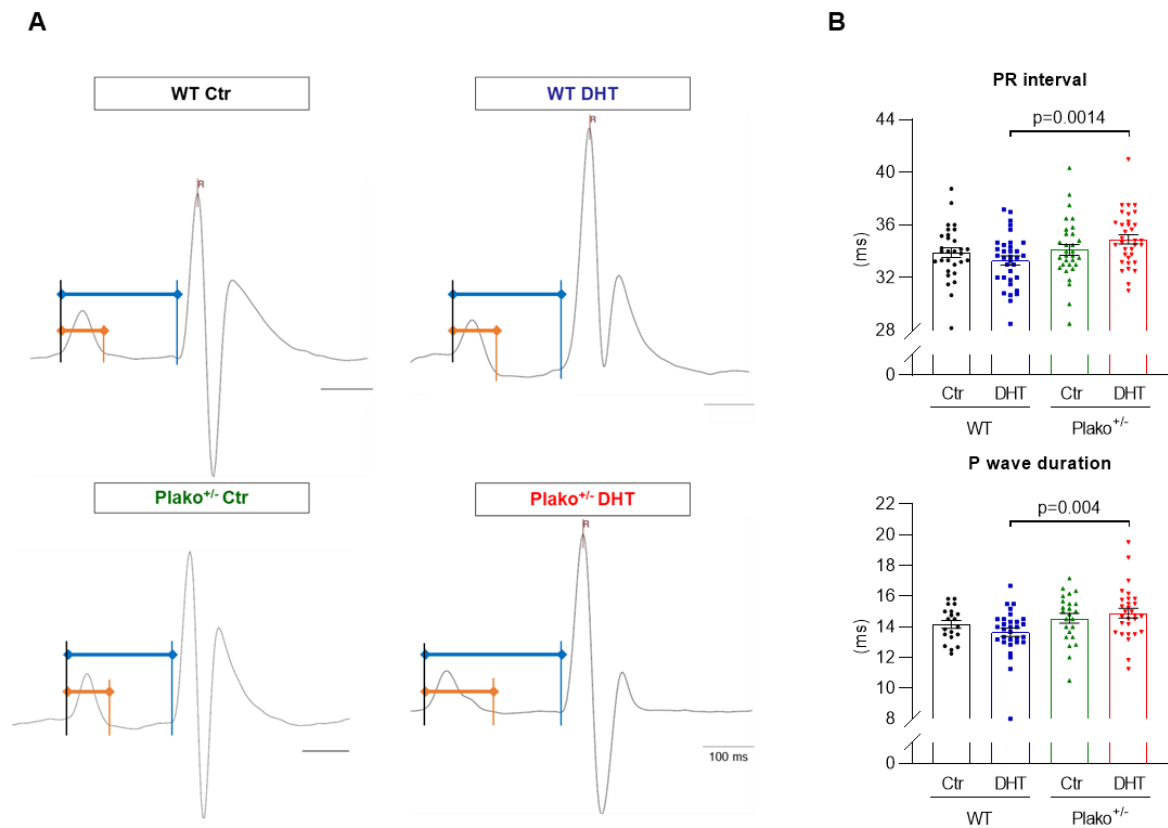 A
WT Ctr
WT DHT
R
R
Plako+/- Ctr
Plako+/- DHT
R
100 ms
B
PR interval
p=0.0014
44
40
36
32
28
0
(ms)
Ctr DHT Ctr DHT
WT Plako+/-
P wave duration
p=0.004
22
20
18
16
14
12
10
8
0
(ms)
Ctr DHT Ctr DHT
WT Plako+/-